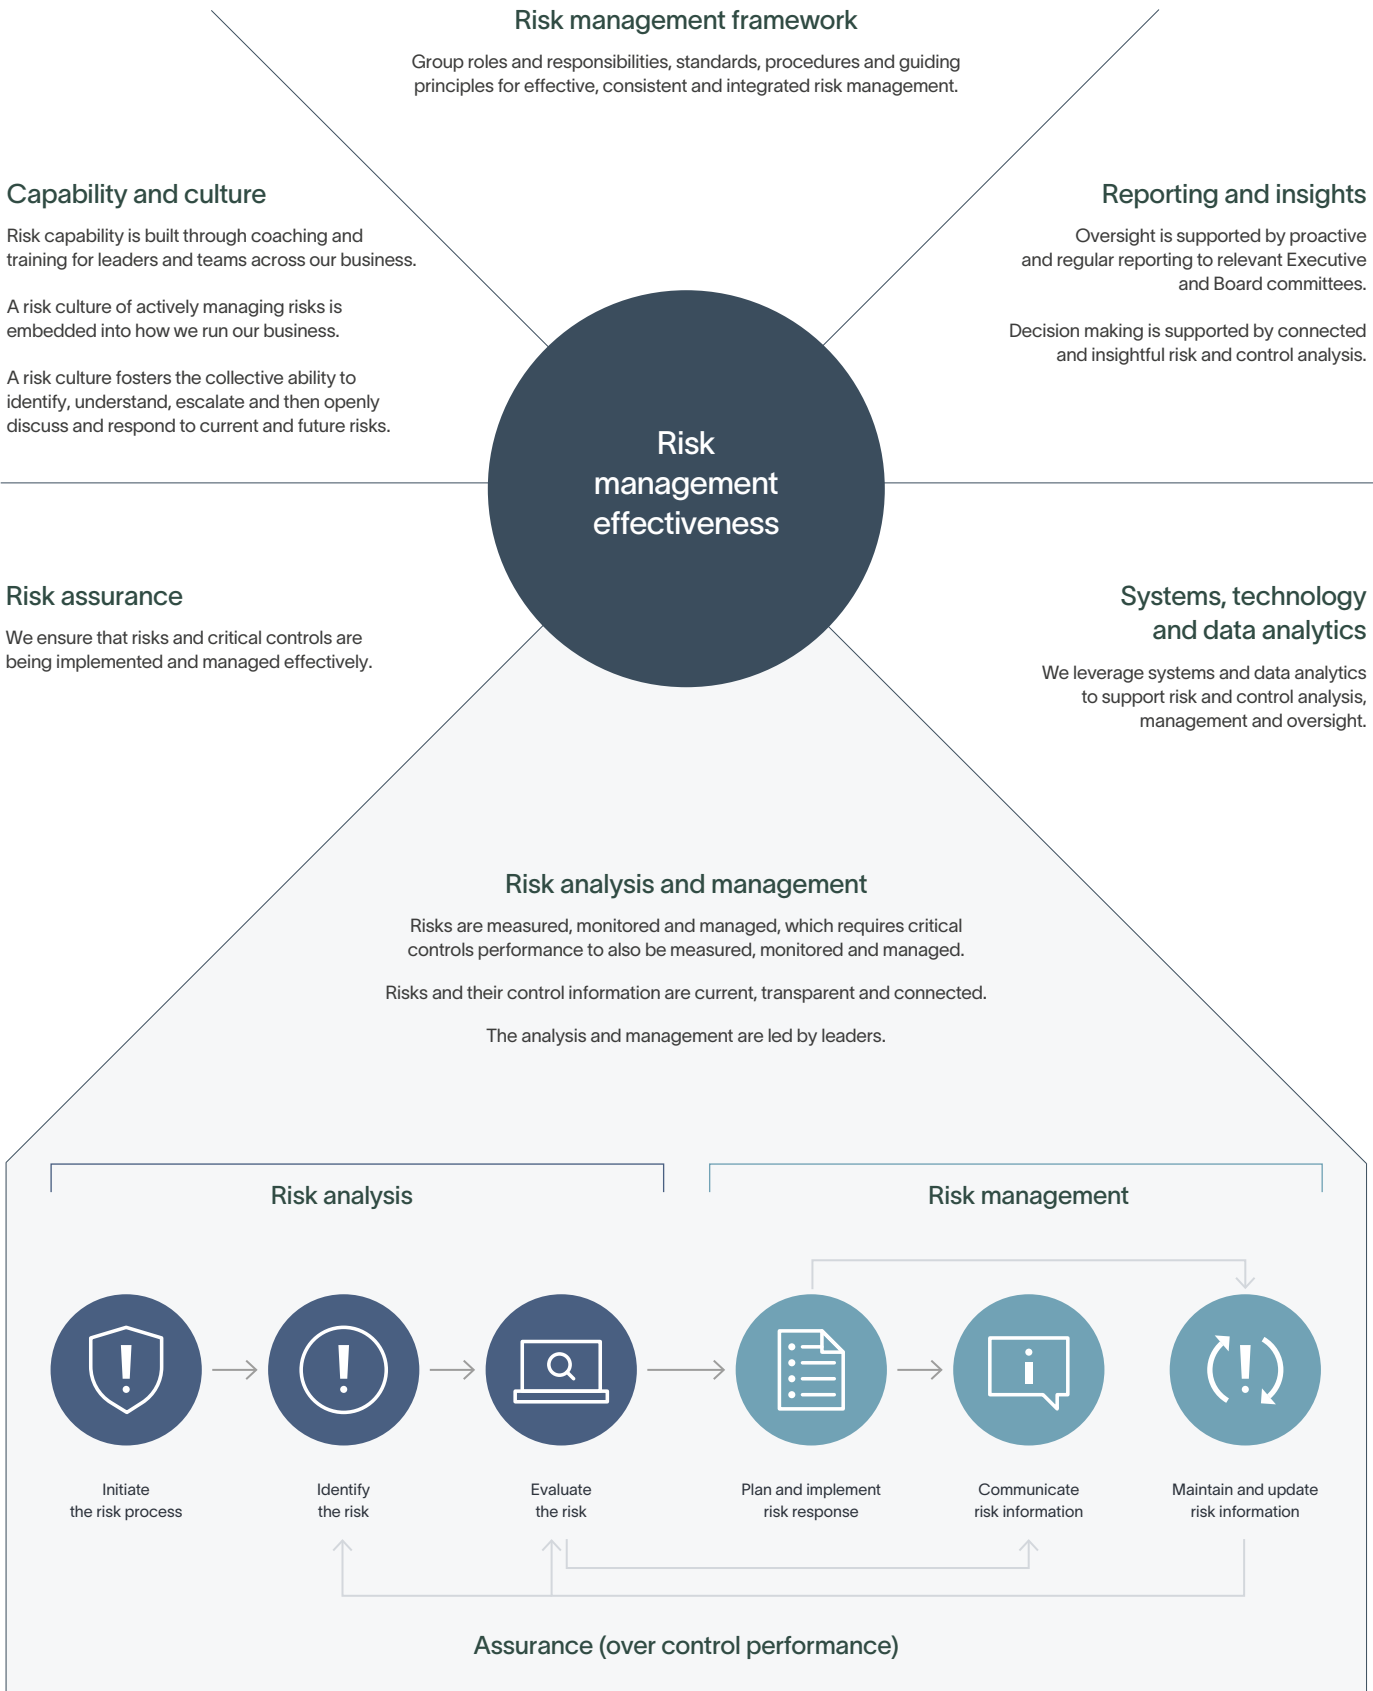 Risk management framework
Group roles and responsibilities, standards, procedures and guiding
principles for effective, consistent and integrated risk management.
Capability and culture
Risk capability is built through coaching and
training for leaders and teams across our business.
A risk culture of actively managing risks is
embedded into how we run our business.
A risk culture fosters the collective ability to
identify, understand, escalate and then openly
discuss and respond to current and future risks.
Reporting and insights
Oversight is supported by proactive
and regular reporting to relevant Executive
and Board committees.
Decision making is supported by connected
and insightful risk and control analysis.
Risk
management
effectiveness
Risk assurance
We ensure that risks and critical controls are
being implemented and managed effectively.
Systems, technology
and data analytics
We leverage systems and data analytics
to support risk and control analysis,
management and oversight.
Risk analysis and management
Risks are measured, monitored and managed, which requires critical
controls performance to also be measured, monitored and managed.
Risks and their control information are current, transparent and connected.
The analysis and management are led by leaders.
Risk analysis
Risk management
Initiate
the risk process
Identify
the risk
Evaluate
the risk
Plan and implement
risk response
Communicate
risk information
Maintain and update
risk information
Assurance (over control performance)